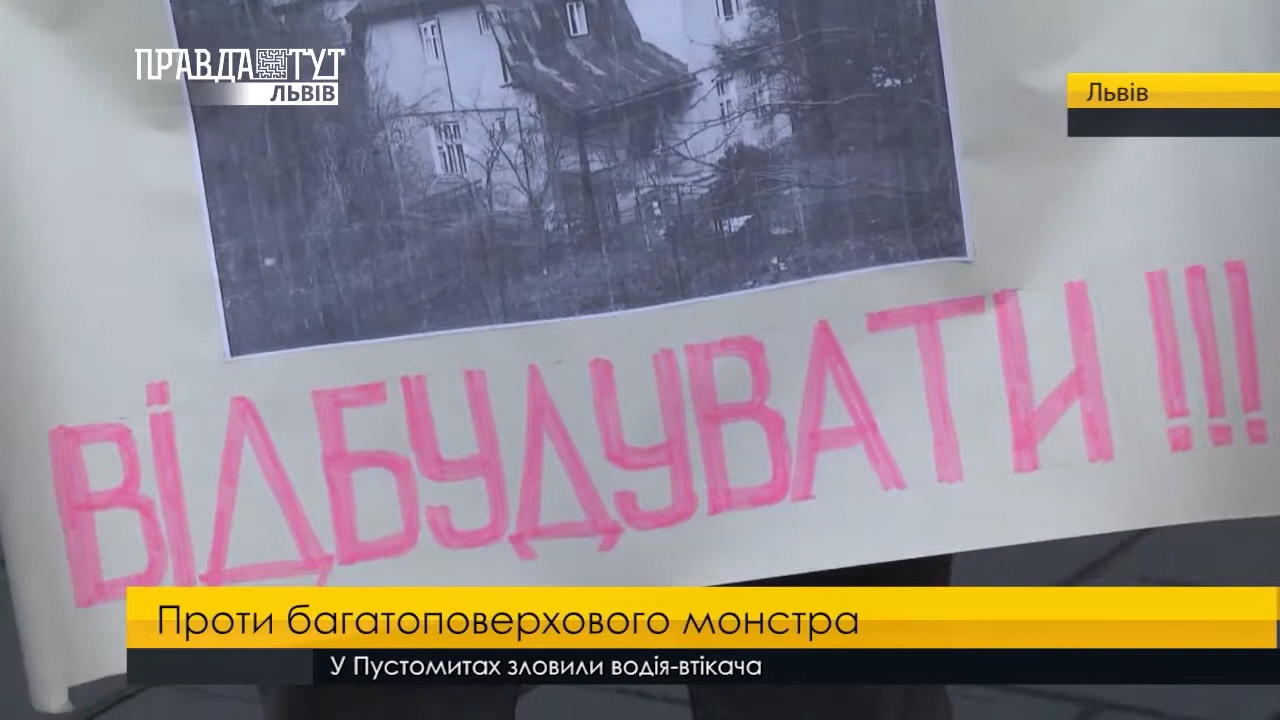 ПРАВДА ТУТ
ЛЬВІВ
Львів
ВІДБУДУВАТИ!!!
Проти багатоповерхового монстра
У Пустомитах зловили водія-втікача